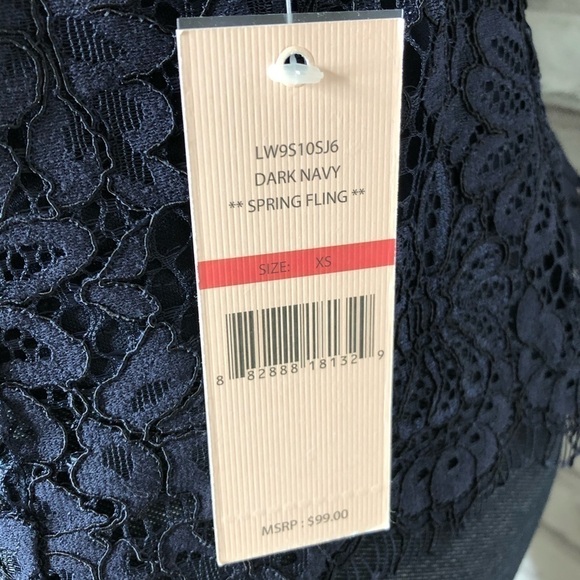 LW9S10SJ6
DARK NAVY
** SPRING FLING **
SIZE: XS
8 82888 18132 9
MSRP : $99.00